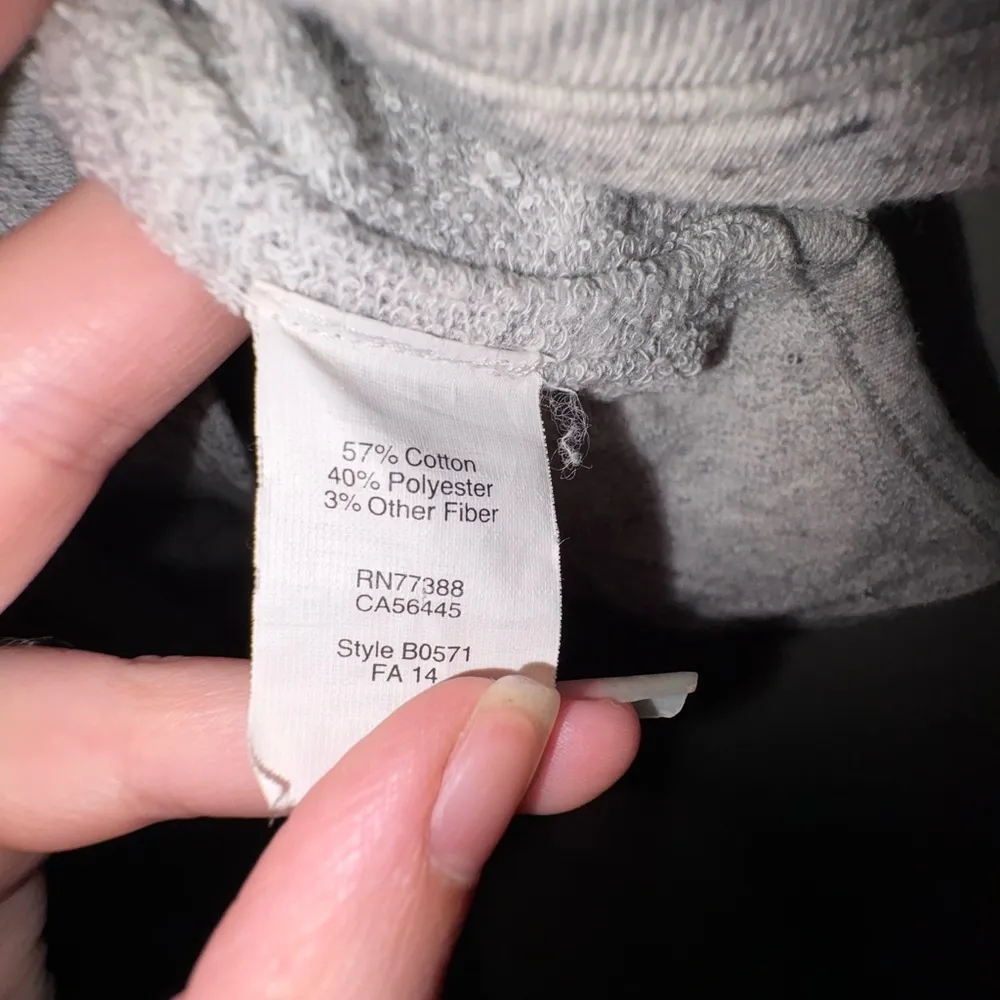 57% Cotton
40% Polyester
3% Other Fiber
RN77388
CA56445
Style B0571
FA 14